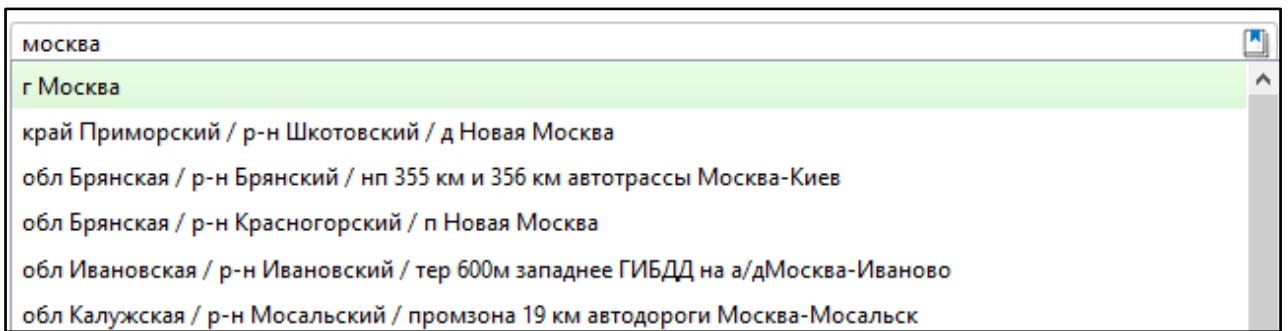 москва
г Москва
край Приморский / р-н Шкотовский / д Новая Москва
обл Брянская / р-н Брянский / нп 355 км и 356 км автотрассы Москва-Киев
обл Брянская / р-н Красногорский / п Новая Москва
обл Ивановская / р-н Ивановский / тер 600м западнее ГИБДД на а/дМосква-Иваново
обл Калужская / р-н Мосальский / промзона 19 км автодороги Москва-Мосальск